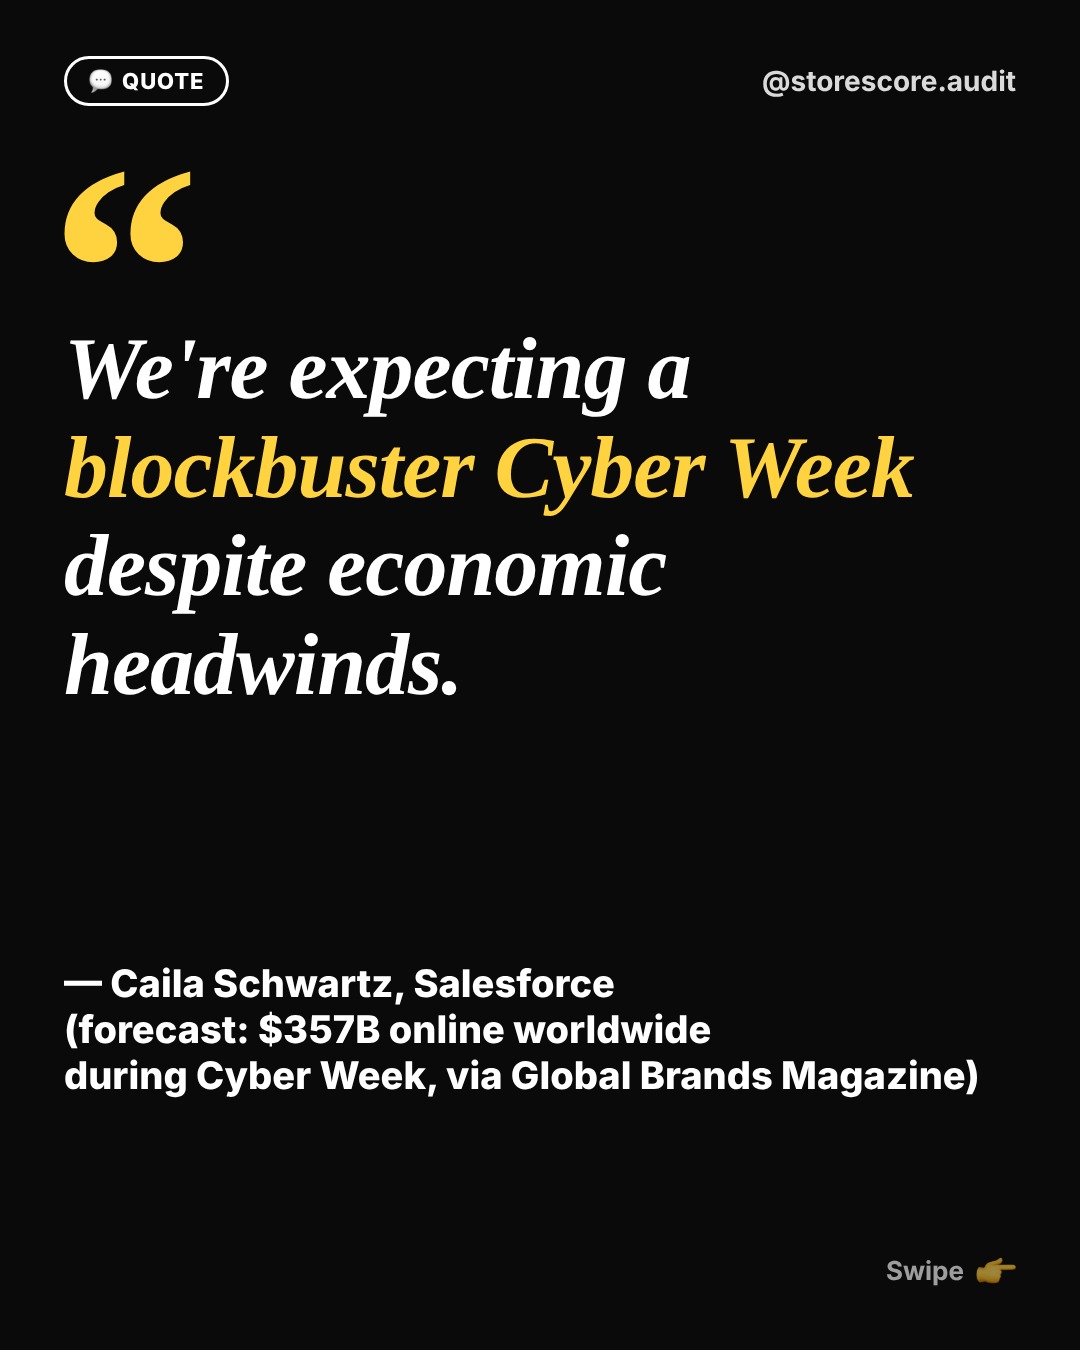 💬 QUOTE
@storescore.audit
“
We're expecting a
blockbuster Cyber Week
despite economic
headwinds.
— Caila Schwartz, Salesforce
(forecast: $357B online worldwide
during Cyber Week, via Global Brands Magazine)
Swipe 👉